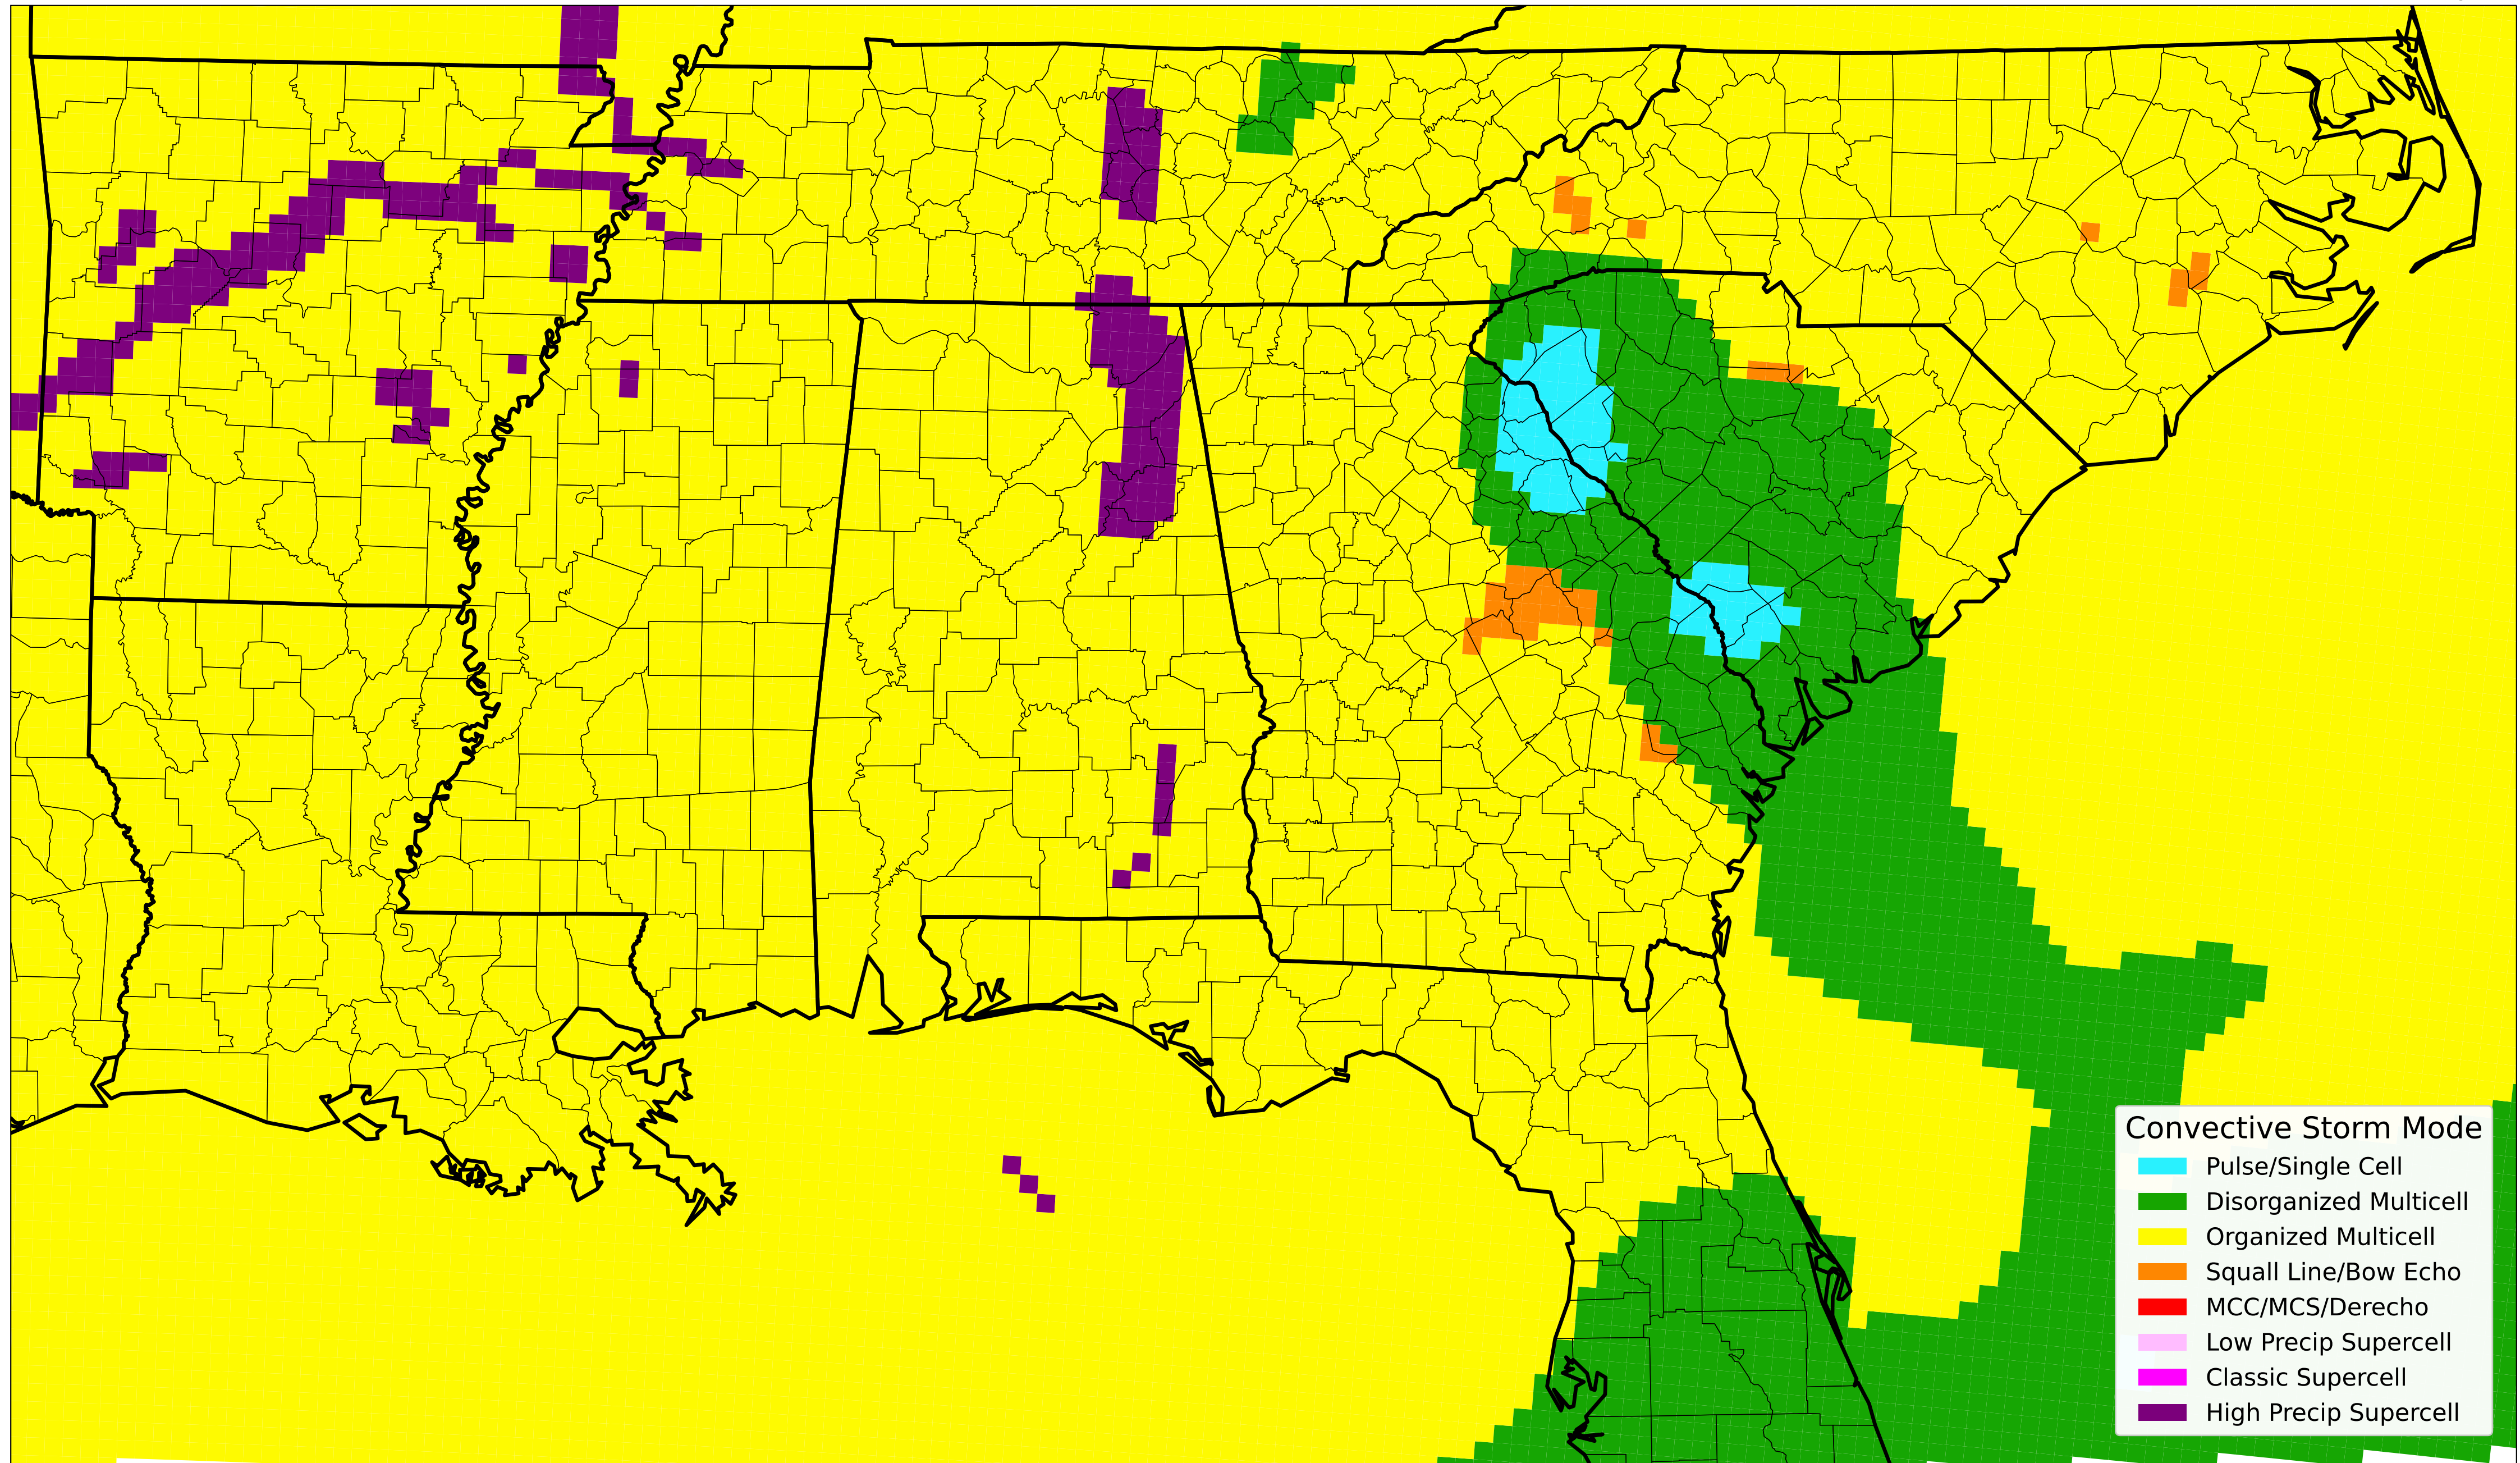 Convective Storm Mode
Pulse/Single Cell
Disorganized Multicell
Organized Multicell
Squall Line/Bow Echo
MCC/MCS/Derecho
Low Precip Supercell
Classic Supercell
High Precip Supercell